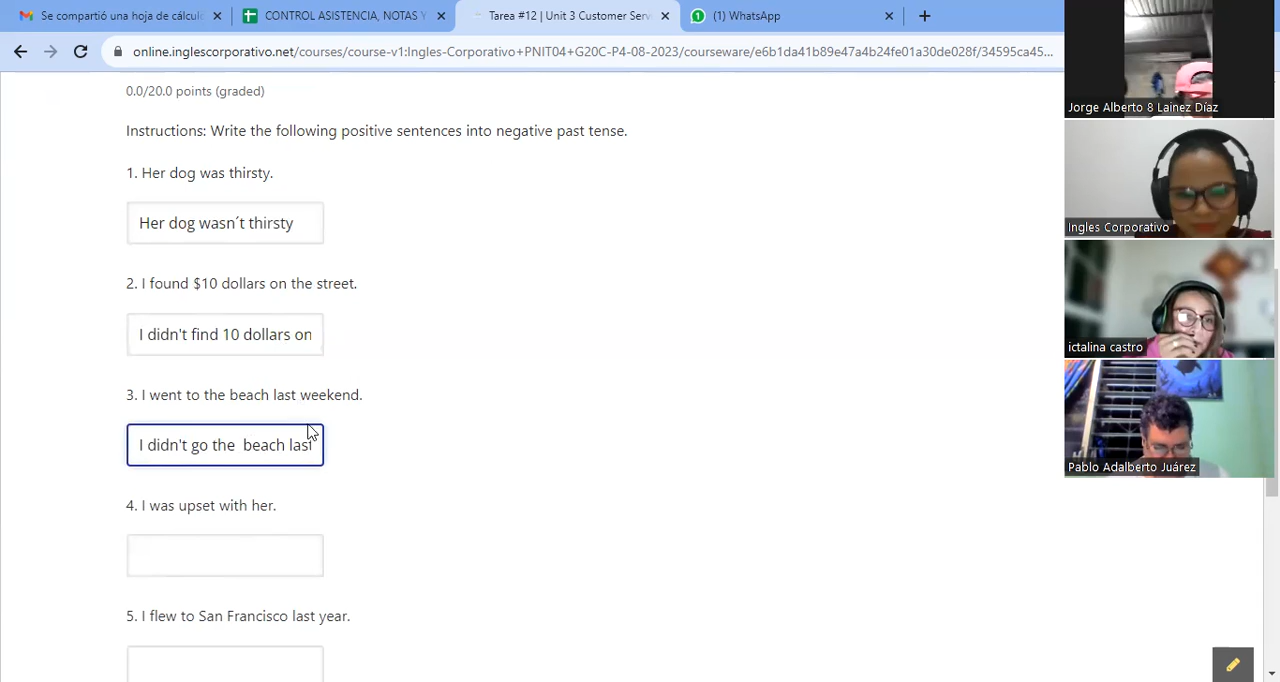 Se compartió una hoja de cálculo
CONTROL ASISTENCIA, NOTAS Y
Tarea #12 | Unit 3 Customer Serv
1
(1) WhatsApp
online.inglescorporativo.net/courses/course-v1:Ingles-Corporativo+PNIT04+G20C-P4-08-2023/courseware/e6b1da41b89e47a4b24fe01a30de028f/34595ca45...
0.0/20.0 points (graded)
Instructions: Write the following positive sentences into negative past tense.
1. Her dog was thirsty.
Her dog wasn´t thirsty
2. I found $10 dollars on the street.
I didn't find 10 dollars on
3. I went to the beach last weekend.
I didn't go the  beach last
4. I was upset with her.
5. I flew to San Francisco last year.
Jorge Alberto 8 Lainez Díaz
Ingles Corporativo
ictalina castro
Pablo Adalberto Juárez